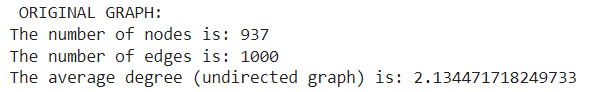 ORIGINAL GRAPH:
The number of nodes is: 937
The number of edges is: 1000
The average degree (undirected graph) is: 2.134471718249733